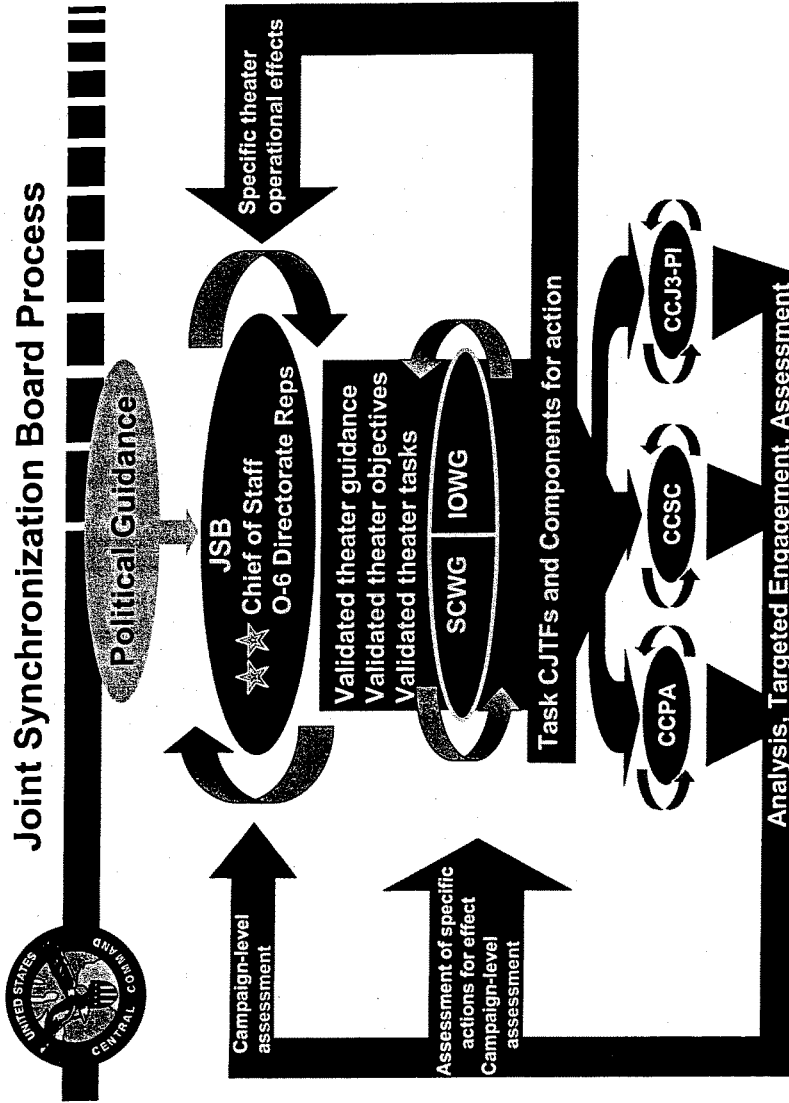 Joint Synchronization Board Process
UNITED STATES
CENTRAL COMMAND
Political Guidance
JSB
Chief of Staff
O-6 Directorate Reps
Campaign-level
assessment
Specific theater
operational effects
Validated theater guidance
Validated theater objectives
Validated theater tasks
SCWG
IOWG
Assessment of specific
actions for effect
Campaign-level
assessment
Task CJTFs and Components for action
CCPA
CCSC
CCJ3-PI
Analysis, Targeted Engagement, Assessment